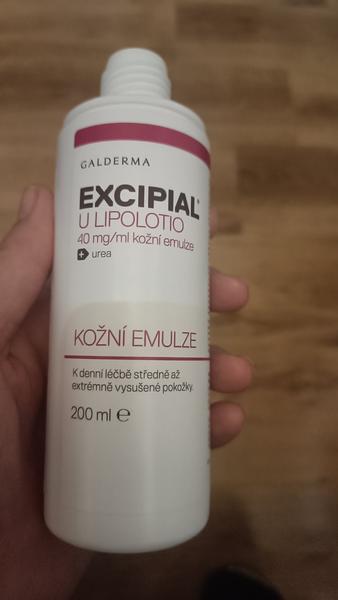 GALDERMA
EXCIPIAL®
U LIPOLOTIO
40 mg/ml kožní emulze
urea
KOŽNÍ EMULZE
K denní léčbě středně až
extrémně vysušené pokožky.
200 ml ℮